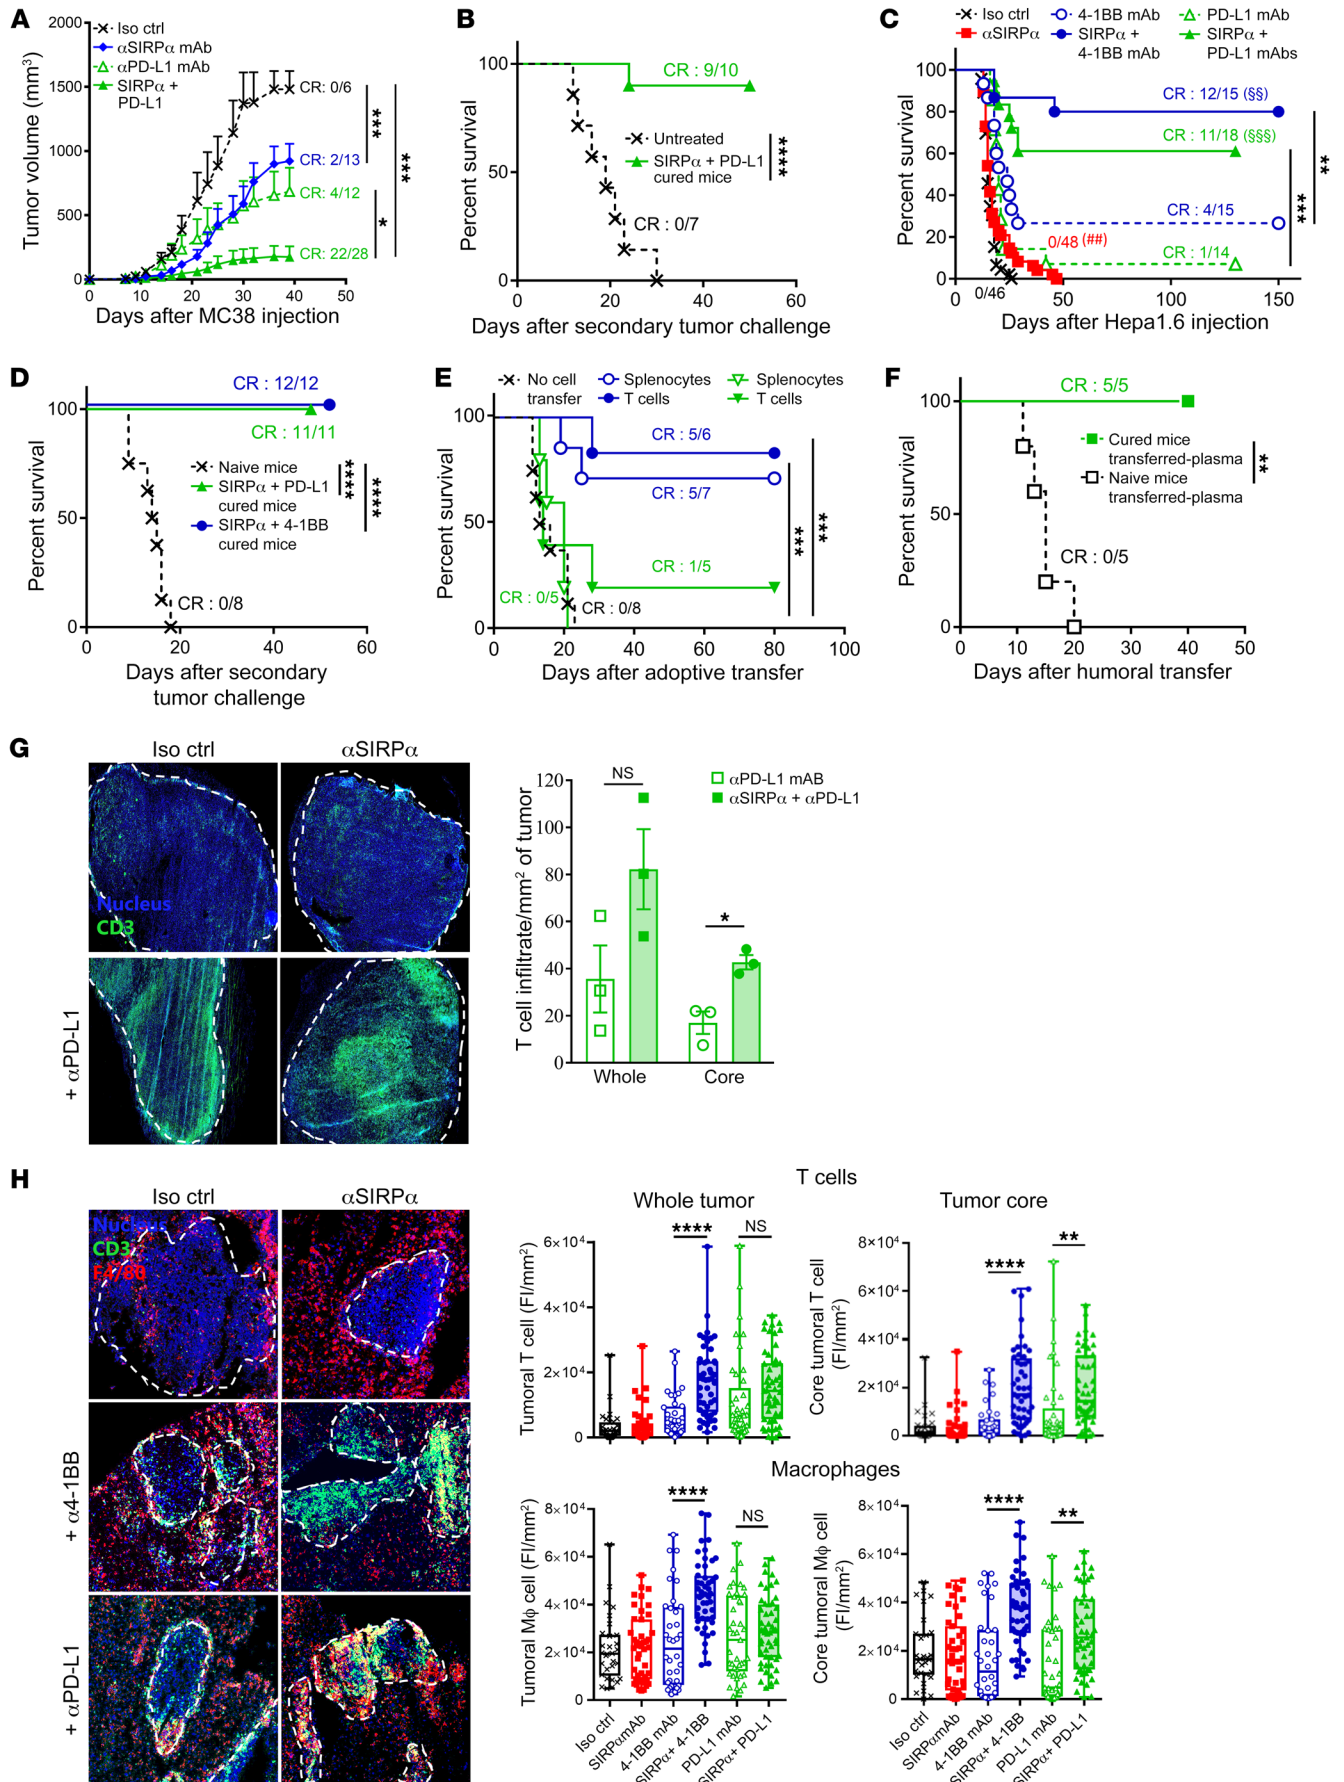 A
Tumor volume (mm³)
2000
1500
1000
500
0
0 10 20 30 40 50
Days after MC38 injection
Iso ctrl
αSIRPα mAb
αPD-L1 mAb
SIRPα +
PD-L1
CR: 0/6
CR: 2/13
CR: 4/12
CR: 22/28
***
***
*
B
Percent survival
100
50
0
0 20 40 60
Days after secondary tumor challenge
CR : 9/10
Untreated
SIRPα + PD-L1
cured mice
****
CR : 0/7
C
Iso ctrl
αSIRPα
4-1BB mAb
SIRPα +
4-1BB mAb
PD-L1 mAb
SIRPα +
PD-L1 mAbs
Percent survival
100
80
60
40
20
0
0 50 100 150
Days after Hepa1.6 injection
CR : 12/15 (§§)
CR : 11/18 (§§§)
CR : 4/15
0/48 (##)
CR : 1/14
0/46
**
***
D
Percent survival
100
50
0
0 20 40 60
Days after secondary
tumor challenge
CR : 12/12
CR : 11/11
Naive mice
SIRPα + PD-L1
cured mice
SIRPα + 4-1BB
cured mice
****
****
CR : 0/8
E
No cell
transfer
Splenocytes
T cells
Splenocytes
T cells
Percent survival
100
50
0
0 20 40 60 80 100
Days after adoptive transfer
CR : 5/6
CR : 5/7
CR : 1/5
CR : 0/5
CR : 0/8
***
***
F
Percent survival
100
50
0
0 10 20 30 40 50
Days after humoral transfer
CR : 5/5
Cured mice
transferred-plasma
Naive mice
transferred-plasma
**
CR : 0/5
G
Iso ctrl
αSIRPα
Nucleus
CD3
+ αPD-L1
T cell infiltrate/mm² of tumor
120
100
80
60
40
20
0
NS
*
Whole
Core
αPD-L1 mAB
αSIRPα + αPD-L1
H
Iso ctrl
αSIRPα
Nucleus
CD3
F4/80
+ α4-1BB
+ αPD-L1
T cells
Whole tumor
Tumor core
Tumoral T cell (FI/mm²)
6×10⁴
4×10⁴
2×10⁴
0
****
NS
Core tumoral T cell
(FI/mm²)
8×10⁴
6×10⁴
4×10⁴
2×10⁴
0
****
**
Macrophages
Tumoral Mϕ cell (FI/mm²)
8×10⁴
6×10⁴
4×10⁴
2×10⁴
0
****
NS
Iso ctrl
SIRPαmAb
4-1BB mAb
SIRPα+ 4-1BB
PD-L1 mAb
SIRPα+ PD-L1
Core tumoral Mϕ cell
(FI/mm²)
8×10⁴
6×10⁴
4×10⁴
2×10⁴
0
****
**
Iso ctrl
SIRPαmAb
4-1BB mAb
SIRPα+ 4-1BB
PD-L1 mAb
SIRPα+ PD-L1